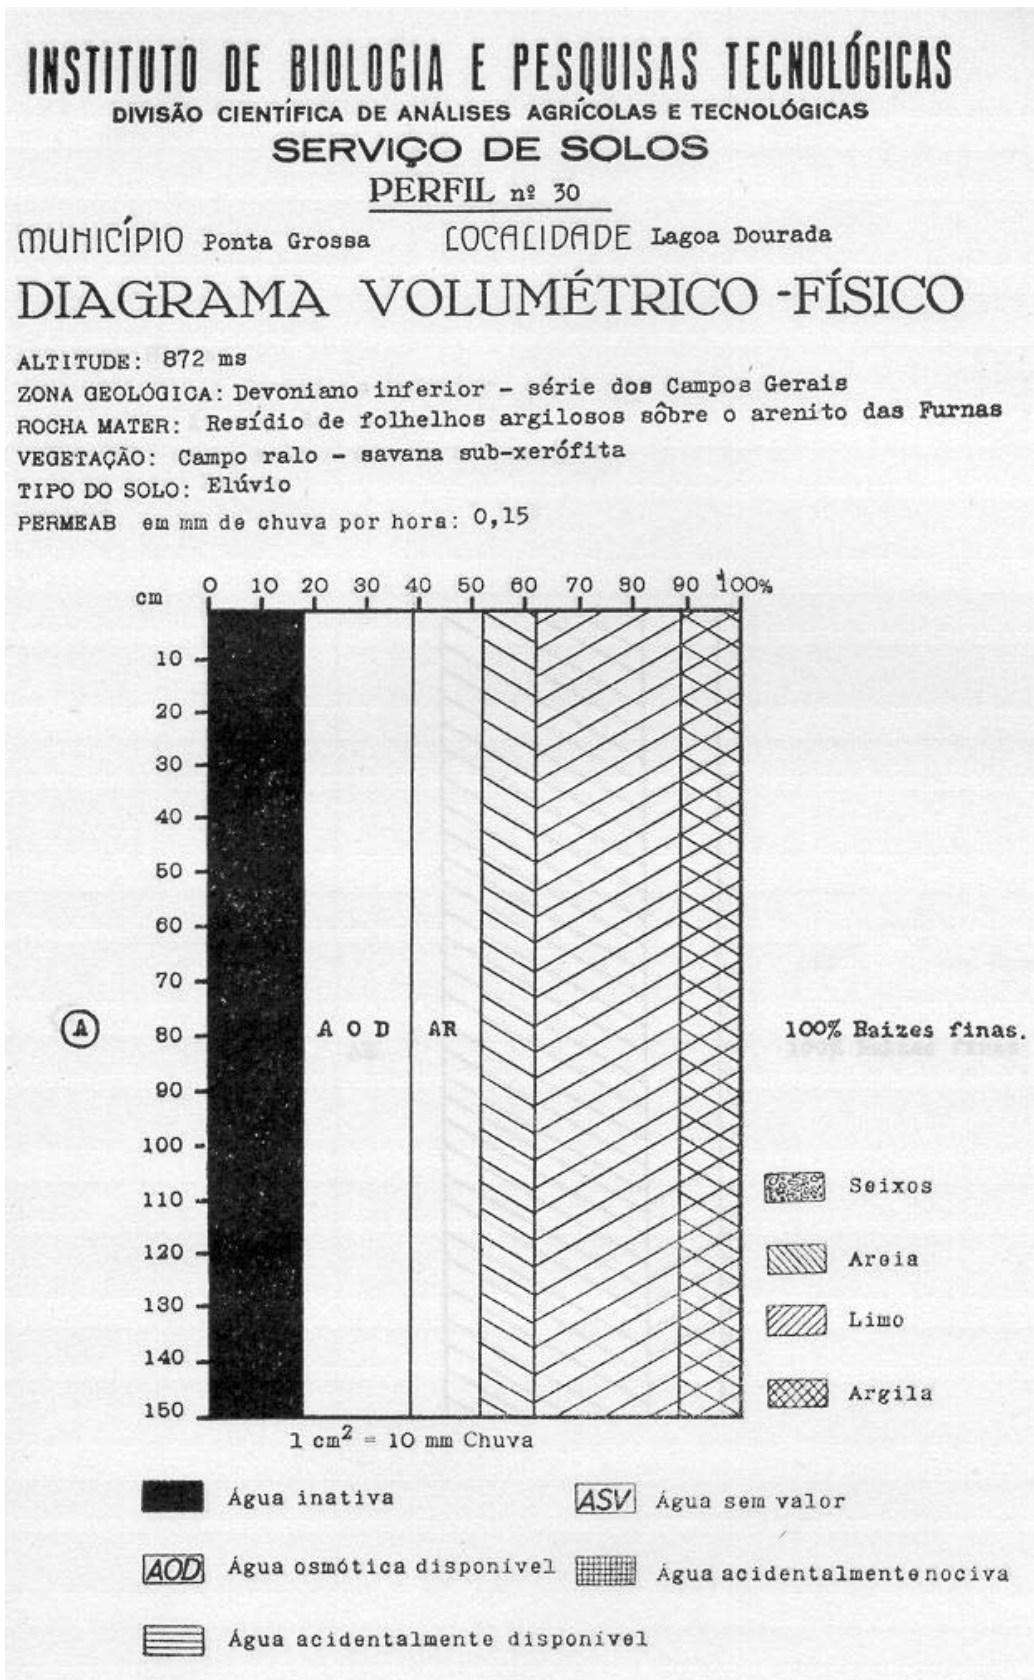 INSTITUTO DE BIOLOGIA E PESQUISAS TECNOLÓGICAS
DIVISÃO CIENTÍFICA DE ANÁLISES AGRÍCOLAS E TECNOLÓGICAS
SERVIÇO DE SOLOS
PERFIL nº 30
MUNICÍPIO Ponta Grossa LOCALIDADE Lagoa Dourada
DIAGRAMA VOLUMÉTRICO -FÍSICO
ALTITUDE: 872 ms
ZONA GEOLÓGICA: Devoniano inferior - série dos Campos Gerais
ROCHA MATER: Resídio de folhelhos argilosos sôbre o arenito das Furnas
VEGETAÇÃO: Campo ralo - savana sub-xerófita
TIPO DO SOLO: Elúvio
PERMEAB em mm de chuva por hora: 0,15
cm 0 10 20 30 40 50 60 70 80 90 100%
10
20
30
40
50
60
70
A 80 A O D AR 100% Raizes finas.
90
100
110
120
130
140
150
Seixos
Areia
Limo
Argila
1 cm² = 10 mm Chuva
Água inativa
ASV Água sem valor
AOD Água osmótica disponível
Água acidentalmente nociva
Água acidentalmente disponível